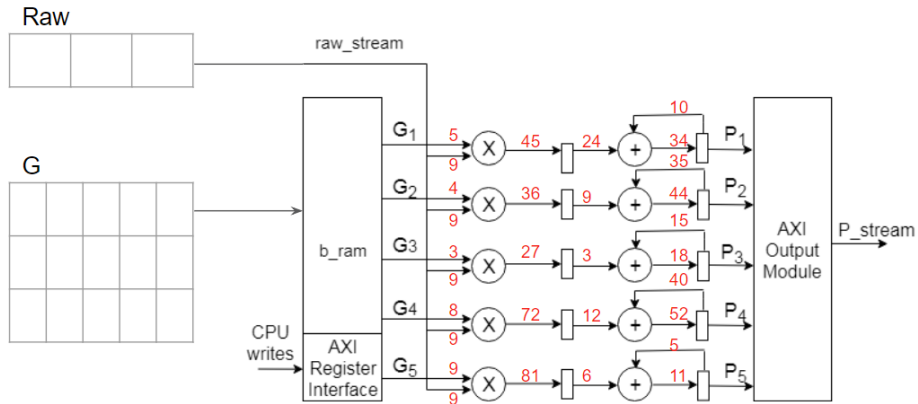 Raw
raw_stream
G
b_ram
CPU
writes
AXI
Register
Interface
G1
5
9
X
45
24
+
10
34
P1
G2
4
9
X
36
9
+
35
44
P2
G3
3
9
X
27
3
+
15
18
P3
G4
8
9
X
72
12
+
40
52
P4
G5
9
9
X
81
6
+
5
11
P5
AXI
Output
Module
P_stream